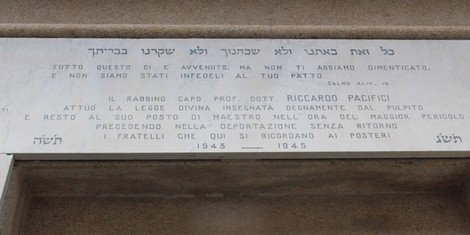 כל זאת באתנו ולא שכחנוך ולא שקרנו בבריתך
TUTTO QUESTO CI È AVVENUTO, MA NON TI ABBIAMO DIMENTICATO,
E NON SIAMO STATI INFEDELI AL TUO PATTO
SALMO XLIV, 18
IL RABBINO CAPO PROF. DOTT. RICCARDO PACIFICI
ATTUÒ LA LEGGE DIVINA INSEGNATA DEGNAMENTE DAL PULPITO
E RESTÒ AL SUO POSTO DI MAESTRO NELL'ORA DEL MAGGIOR PERICOLO
PRECEDENDO NELLA DEPORTAZIONE SENZA RITORNO
תש״ה I FRATELLI CHE QUI SI RICORDANO AI POSTERI תש״ג
1943 — 1945